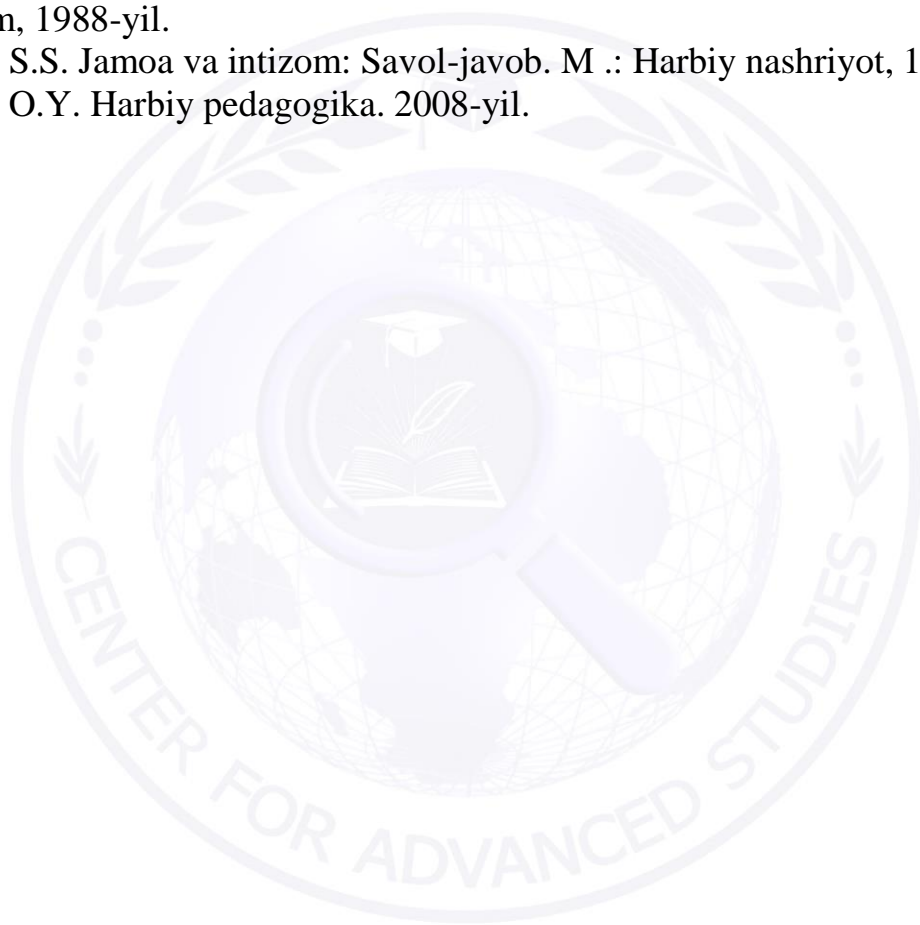 m, 1988-yil.
S.S. Jamoa va intizom: Savol-javob. M .: Harbiy nashriyot, 1
O.Y. Harbiy pedagogika. 2008-yil.
CENTER FOR ADVANCED STUDIES